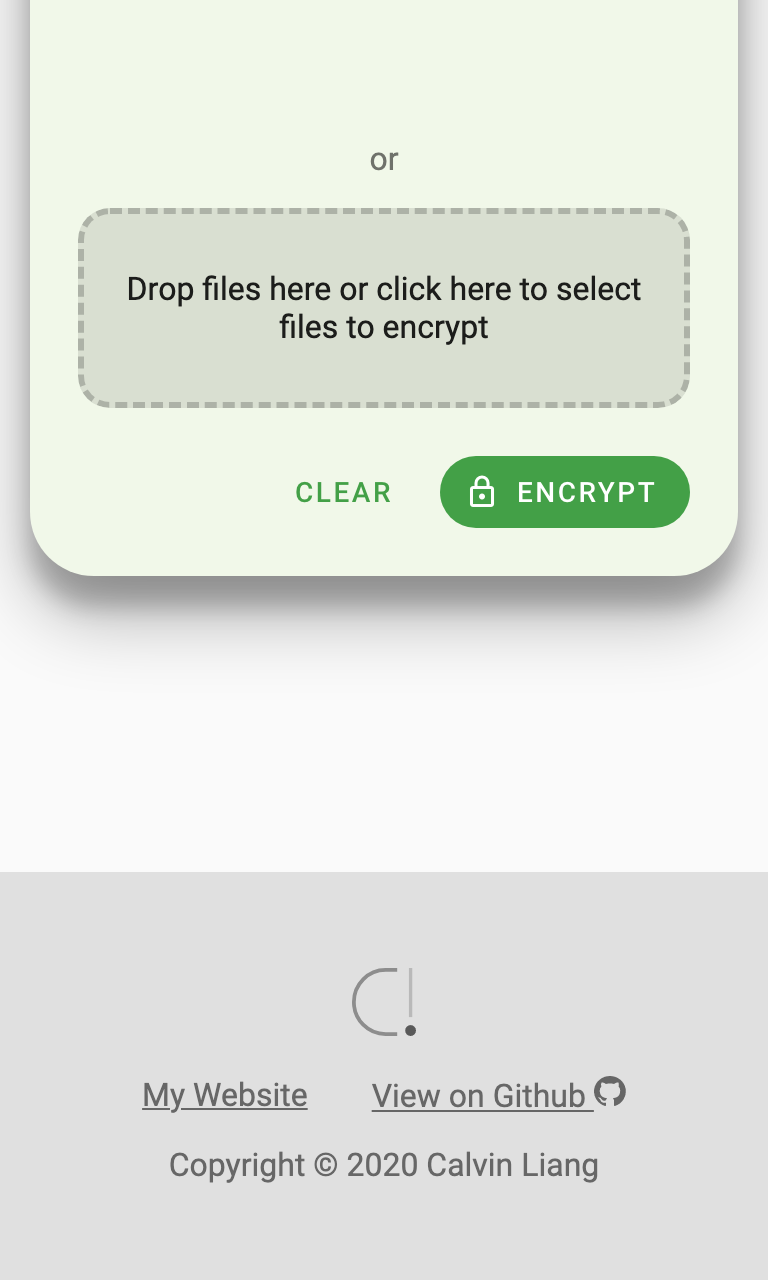 or
Drop files here or click here to select
files to encrypt
CLEAR
ENCRYPT
My Website
View on Github
Copyright © 2020 Calvin Liang